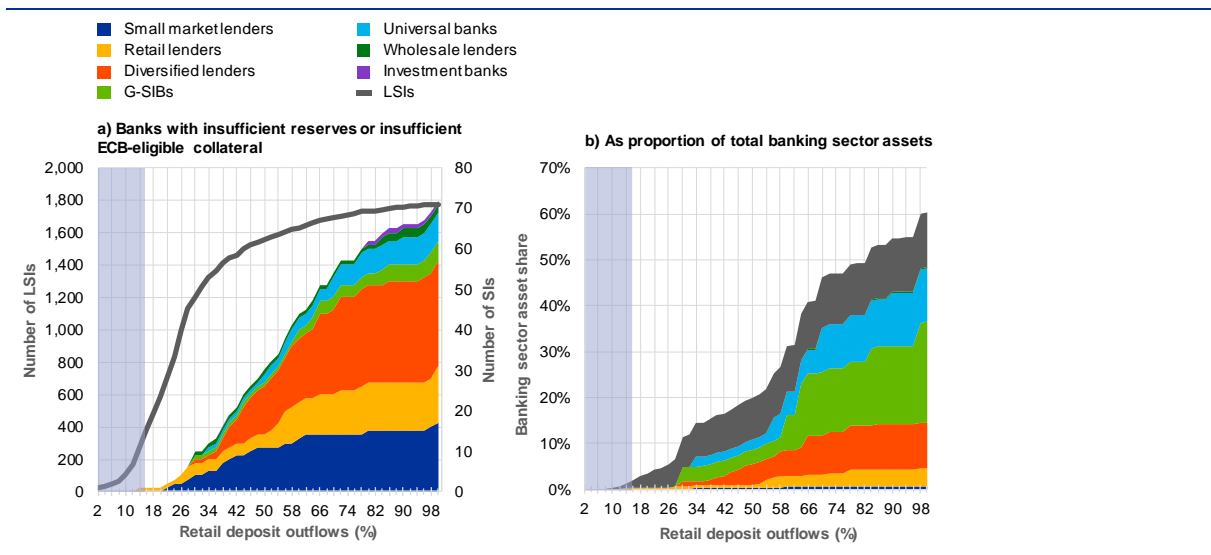 Small market lenders
Universal banks
Retail lenders
Wholesale lenders
Diversified lenders
Investment banks
G-SIBs
LSIs
a) Banks with insufficient reserves or insufficient
ECB-eligible collateral
2,000
1,800
1,600
1,400
1,200
1,000
800
600
400
200
0
Number of LSIs
80
70
60
50
40
30
20
10
0
Number of SIs
2 10 18 26 34 42 50 58 66 74 82 90 98
Retail deposit outflows (%)
b) As proportion of total banking sector assets
70%
60%
50%
40%
30%
20%
10%
0%
Banking sector asset share
2 10 18 26 34 42 50 58 66 74 82 90 98
Retail deposit outflows (%)